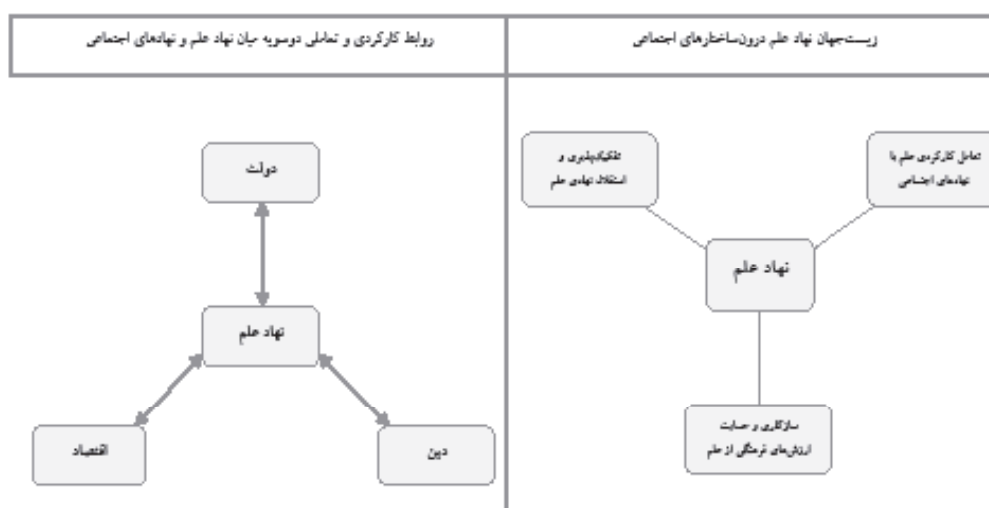 زیست‌جهان نهاد علم درون‌ساختارهای اجتماعی
روابط کارکردی و تعاملی دوسویه میان نهاد علم و نهادهای اجتماعی
تعامل کارکردی علم با
نهادهای اجتماعی
تفکیک‌پذیری و
استقلال نهادی علم
نهاد علم
سازگاری و حمایت
ارزش‌های فرهنگی از علم
دولت
نهاد علم
دین
اقتصاد